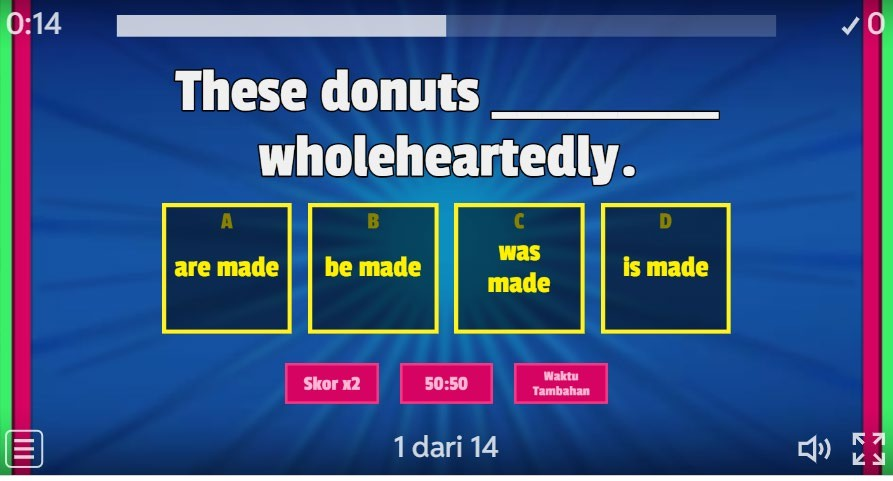 0:14
✓ 0
These donuts ________
wholeheartedly.
A
are made
B
be made
C
was
made
D
is made
Skor x2
50:50
Waktu
Tambahan
1 dari 14